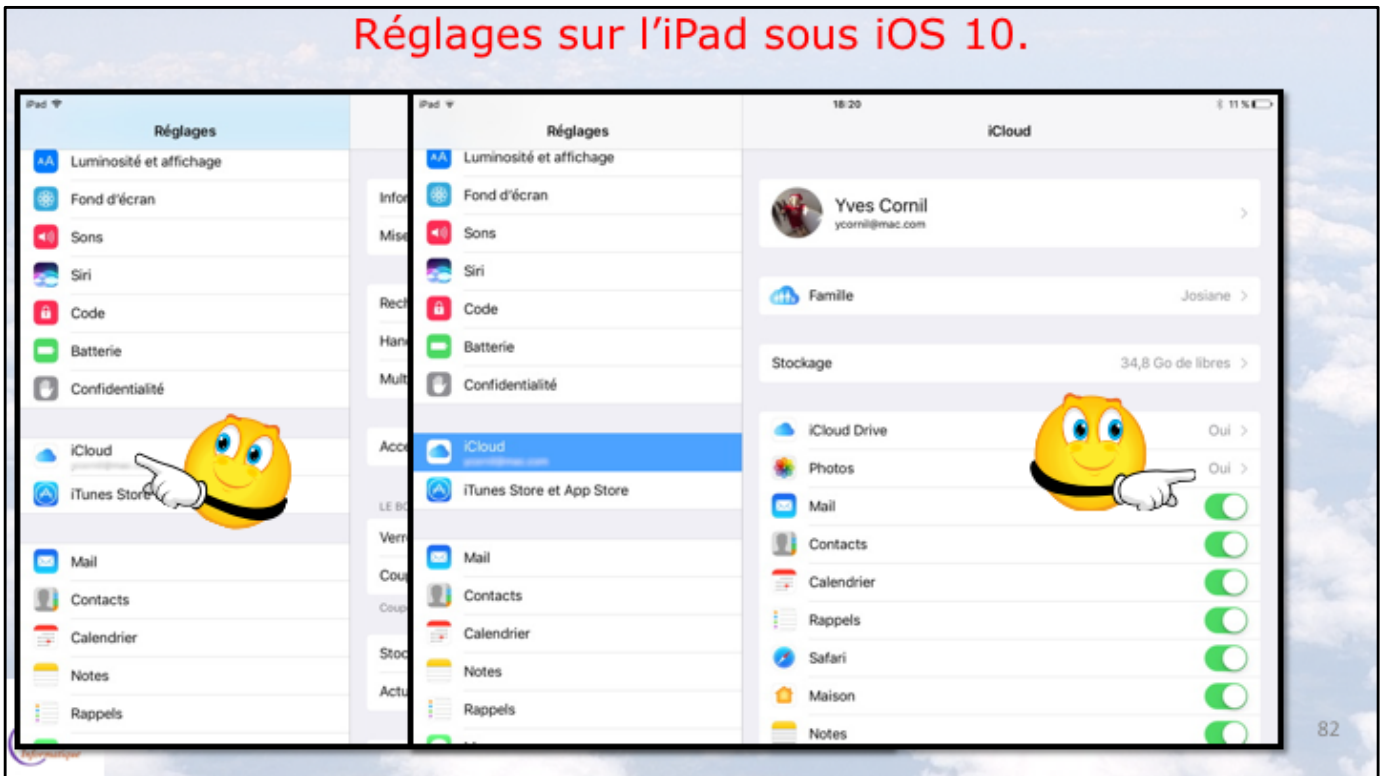 Réglages sur l'iPad sous iOS 10.
iPad
Réglages
Luminosité et affichage
Fond d'écran
Sons
Siri
Code
Batterie
Confidentialité
iCloud
iTunes Store
Mail
Contacts
Calendrier
Notes
Rappels
Infor
Mise
Rech
Hand
Mult
Acce
LE BO
Verr
Coup
Coupe
Stoc
Actu
iPad
18:20
11 %
Réglages
Luminosité et affichage
Fond d'écran
Sons
Siri
Code
Batterie
Confidentialité
iCloud
iTunes Store et App Store
Mail
Contacts
Calendrier
Notes
Rappels
iCloud
Yves Cornil
ycornil@mac.com
Famille Josiane
Stockage 34,8 Go de libres
iCloud Drive Oui
Photos Oui
Mail
Contacts
Calendrier
Rappels
Safari
Maison
Notes
82
Informatique